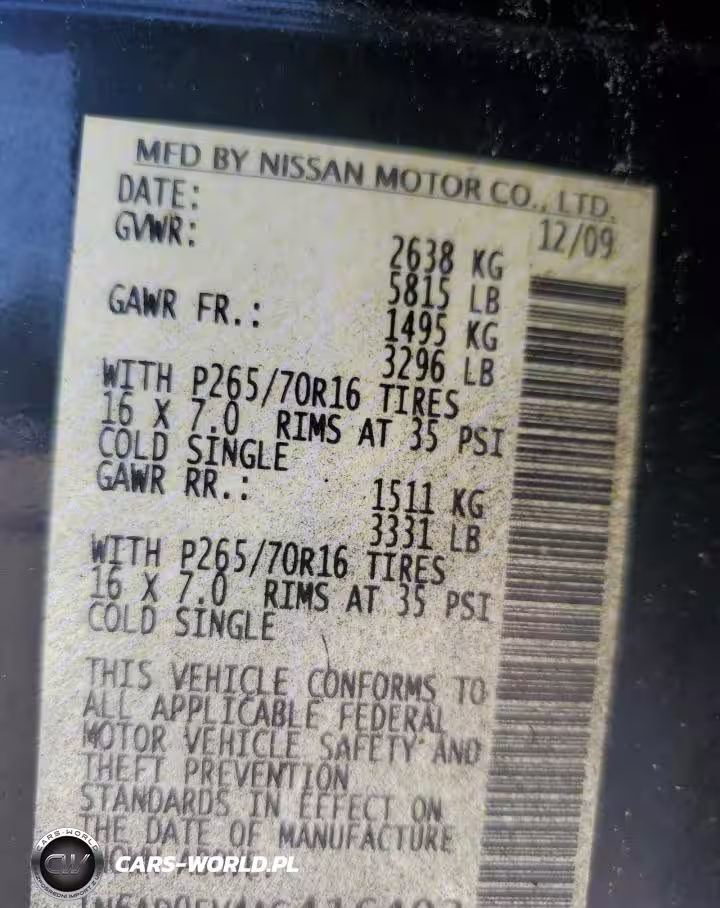 MFD BY NISSAN MOTOR CO., LTD.
DATE: 12/09
GVWR: 2638 KG
5815 LB
GAWR FR.: 1495 KG
3296 LB
WITH P265/70R16 TIRES
16 X 7.0 RIMS AT 35 PSI
COLD SINGLE
GAWR RR.: 1511 KG
3331 LB
WITH P265/70R16 TIRES
16 X 7.0 RIMS AT 35 PSI
COLD SINGLE
THIS VEHICLE CONFORMS TO
ALL APPLICABLE FEDERAL
MOTOR VEHICLE SAFETY AND
THEFT PREVENTION
STANDARDS IN EFFECT ON
THE DATE OF MANUFACTURE
CARS-WORLD
CW
CARS-WORLD.PL